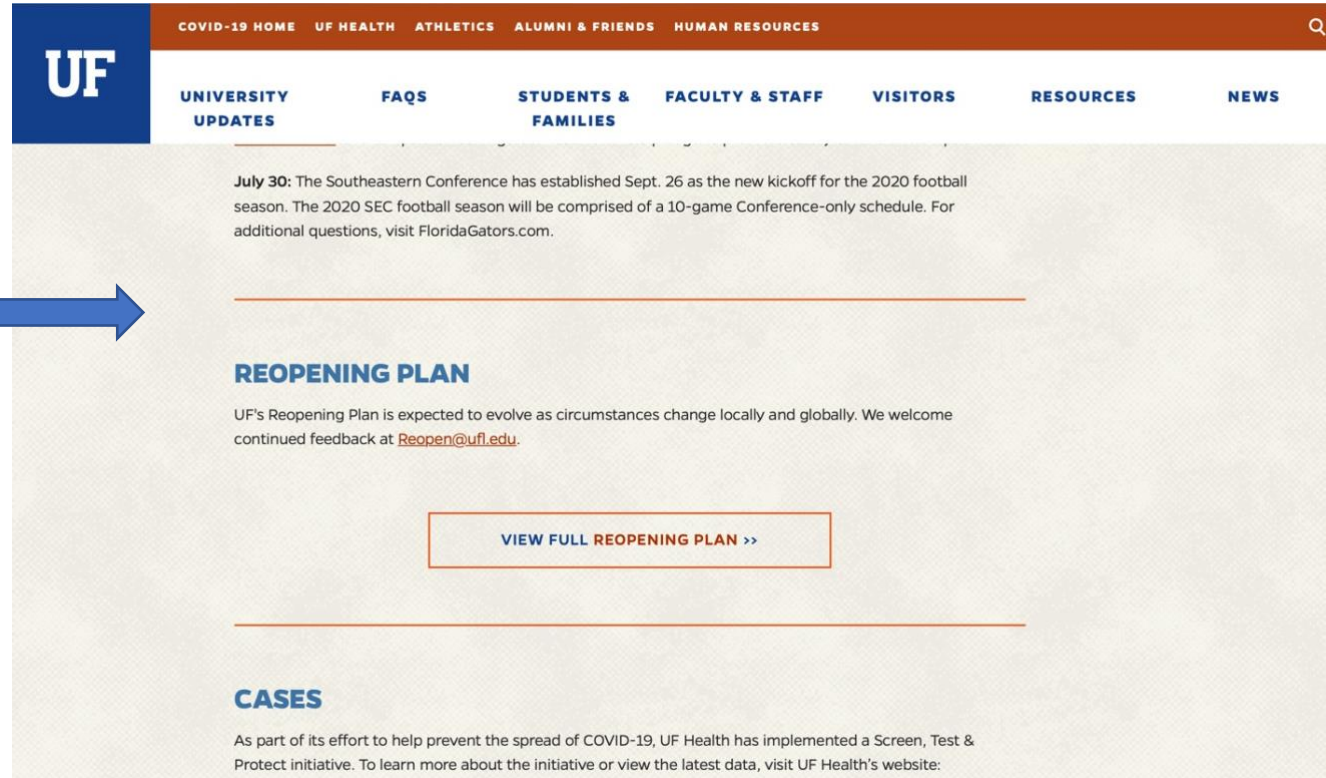 COVID-19 HOME UF HEALTH ATHLETICS ALUMNI & FRIENDS HUMAN RESOURCES
UF
UNIVERSITY UPDATES FAQS STUDENTS & FAMILIES FACULTY & STAFF VISITORS RESOURCES NEWS
July 30: The Southeastern Conference has established Sept. 26 as the new kickoff for the 2020 football
season. The 2020 SEC football season will be comprised of a 10-game Conference-only schedule. For
additional questions, visit FloridaGators.com.
REOPENING PLAN
UF's Reopening Plan is expected to evolve as circumstances change locally and globally. We welcome
continued feedback at Reopen@ufl.edu.
VIEW FULL REOPENING PLAN >>
CASES
As part of its effort to help prevent the spread of COVID-19, UF Health has implemented a Screen, Test &
Protect initiative. To learn more about the initiative or view the latest data, visit UF Health's website: